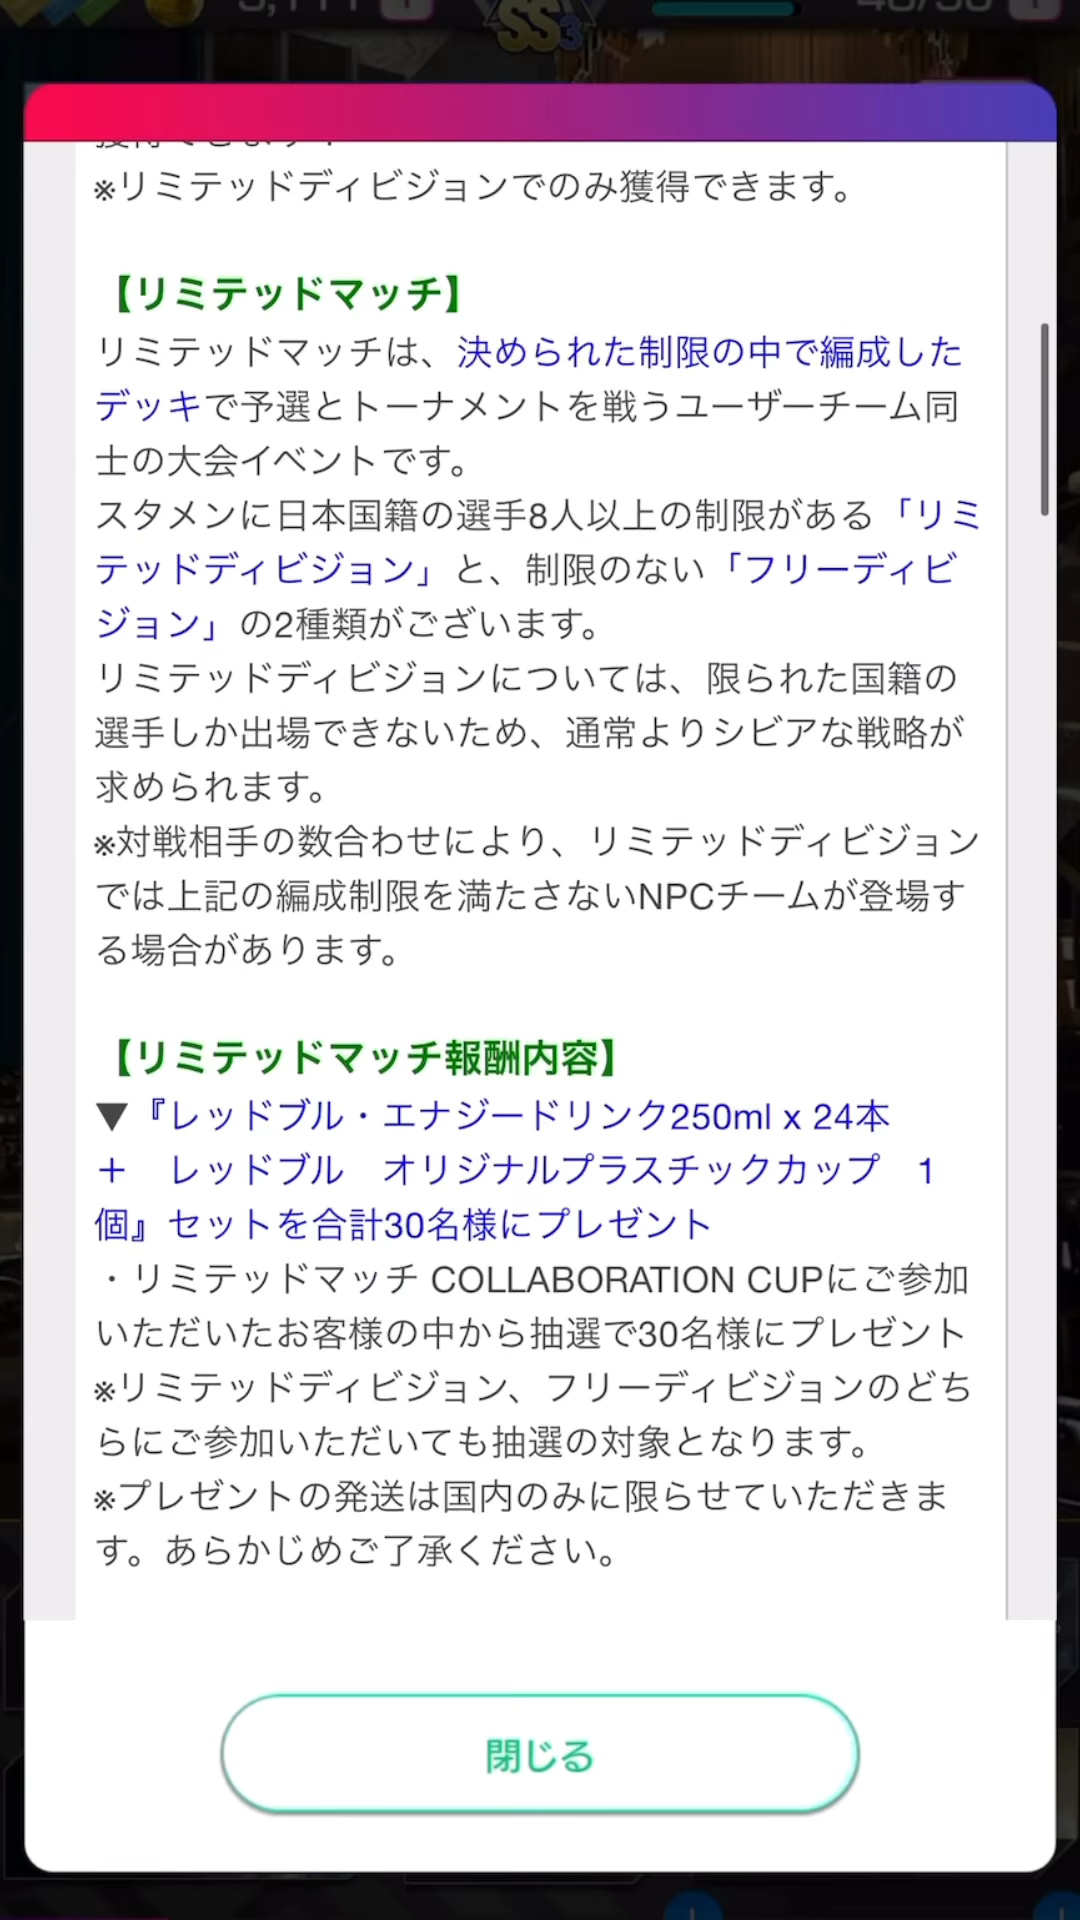 SS3
※リミテッドディビジョンでのみ獲得できます。
【リミテッドマッチ】
リミテッドマッチは、決められた制限の中で編成した
デッキで予選とトーナメントを戦うユーザーチーム同
士の大会イベントです。
スタメンに日本国籍の選手8人以上の制限がある「リミ
テッドディビジョン」と、制限のない「フリーディビ
ジョン」の2種類がございます。
リミテッドディビジョンについては、限られた国籍の
選手しか出場できないため、通常よりシビアな戦略が
求められます。
※対戦相手の数合わせにより、リミテッドディビジョン
では上記の編成制限を満たさないNPCチームが登場す
る場合があります。
【リミテッドマッチ報酬内容】
▼『レッドブル・エナジードリンク250ml x 24本
＋　レッドブル　オリジナルプラスチックカップ　1
個』セットを合計30名様にプレゼント
・リミテッドマッチ COLLABORATION CUPにご参加
いただいたお客様の中から抽選で30名様にプレゼント
※リミテッドディビジョン、フリーディビジョンのどち
らにご参加いただいても抽選の対象となります。
※プレゼントの発送は国内のみに限らせていただきま
す。あらかじめご了承ください。
閉じる